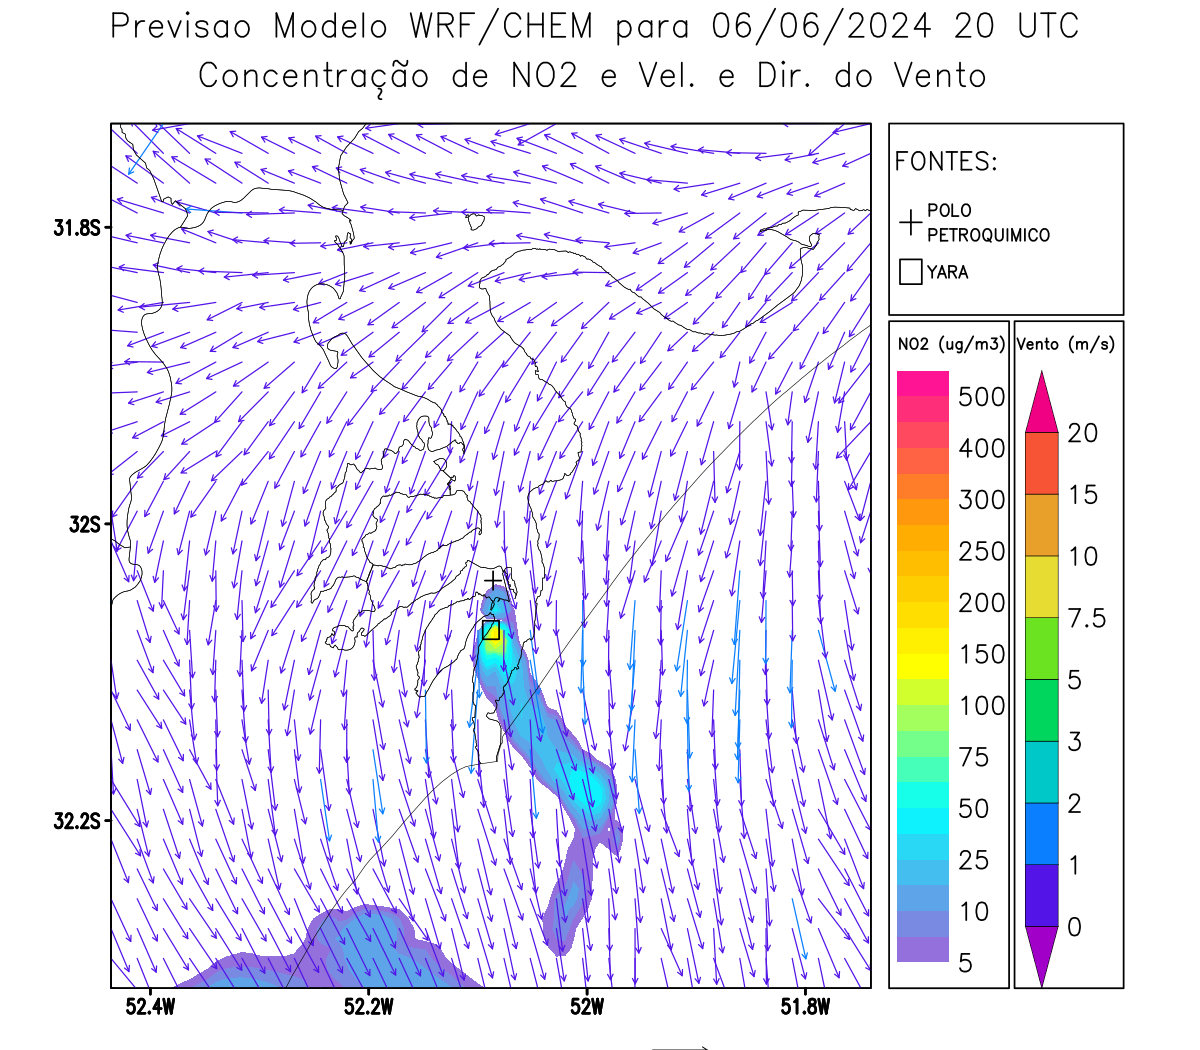 Previsao Modelo WRF/CHEM para 06/06/2024 20 UTC
Concentração de NO2 e Vel. e Dir. do Vento
FONTES:
POLO
PETROQUIMICO
YARA
NO2 (ug/m3)
500
400
300
250
200
150
100
75
50
25
10
5
Vento (m/s)
20
15
10
7.5
5
3
2
1
0
31.8S
32S
32.2S
52.4W
52.2W
52W
51.8W